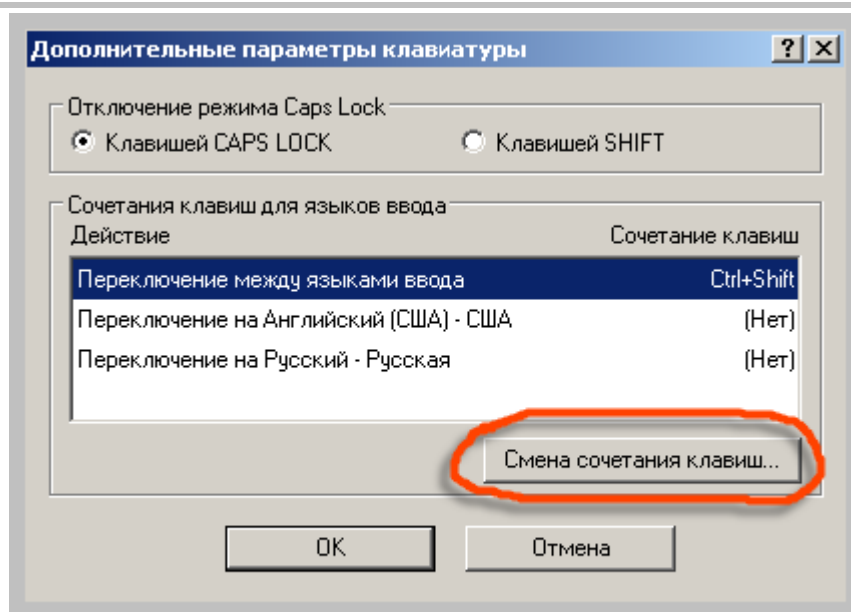 Дополнительные параметры клавиатуры
Отключение режима Caps Lock
Клавишей CAPS LOCK Клавишей SHIFT
Сочетания клавиш для языков ввода
Действие Сочетание клавиш
Переключение между языками ввода Ctrl+Shift
Переключение на Английский (США) - США (Нет)
Переключение на Русский - Русская (Нет)
Смена сочетания клавиш...
OK Отмена